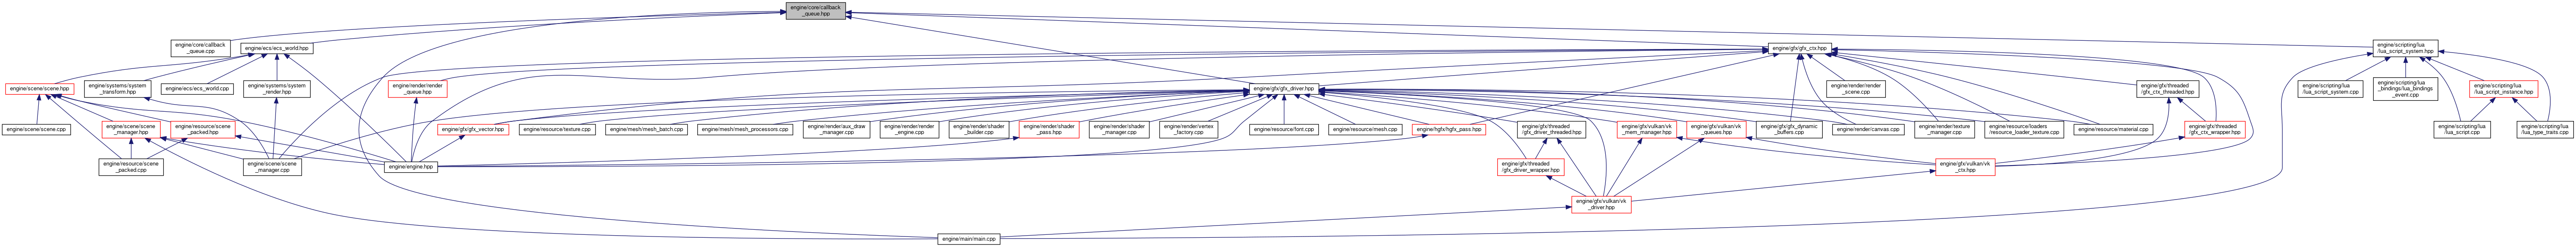 engine/core/callback
_queue.hpp
engine/core/callback
_queue.cpp
engine/ecs/ecs_world.hpp
engine/gfx/gfx_ctx.hpp
engine/scripting/lua
/lua_script_system.hpp
engine/scene/scene.hpp
engine/systems/system
_transform.hpp
engine/ecs/ecs_world.cpp
engine/systems/system
_render.hpp
engine/render/render
_queue.hpp
engine/gfx/gfx_driver.hpp
engine/render/render
_scene.cpp
engine/gfx/threaded
/gfx_ctx_threaded.hpp
engine/scripting/lua
/lua_script_system.cpp
engine/scripting/lua
_bindings/lua_bindings
_event.cpp
engine/scripting/lua
/lua_script_instance.hpp
engine/scene/scene.cpp
engine/scene/scene
_manager.hpp
engine/resource/scene
_packed.hpp
engine/gfx/gfx_vector.hpp
engine/resource/texture.cpp
engine/mesh/mesh_batch.cpp
engine/mesh/mesh_processors.cpp
engine/render/aux_draw
_manager.cpp
engine/render/render
_engine.cpp
engine/render/shader
_builder.cpp
engine/render/shader
_pass.hpp
engine/render/shader
_manager.cpp
engine/render/vertex
_factory.cpp
engine/resource/font.cpp
engine/resource/mesh.cpp
engine/hgfx/hgfx_pass.hpp
engine/gfx/threaded
/gfx_driver_threaded.hpp
engine/gfx/vulkan/vk
_mem_manager.hpp
engine/gfx/vulkan/vk
_queues.hpp
engine/gfx/gfx_dynamic
_buffers.cpp
engine/render/canvas.cpp
engine/render/texture
_manager.cpp
engine/resource/loaders
/resource_loader_texture.cpp
engine/resource/material.cpp
engine/gfx/threaded
/gfx_ctx_wrapper.hpp
engine/scripting/lua
/lua_script.cpp
engine/scripting/lua
/lua_type_traits.cpp
engine/resource/scene
_packed.cpp
engine/scene/scene
_manager.cpp
engine/engine.hpp
engine/gfx/threaded
/gfx_driver_wrapper.hpp
engine/gfx/vulkan/vk
_ctx.hpp
engine/gfx/vulkan/vk
_driver.hpp
engine/main/main.cpp